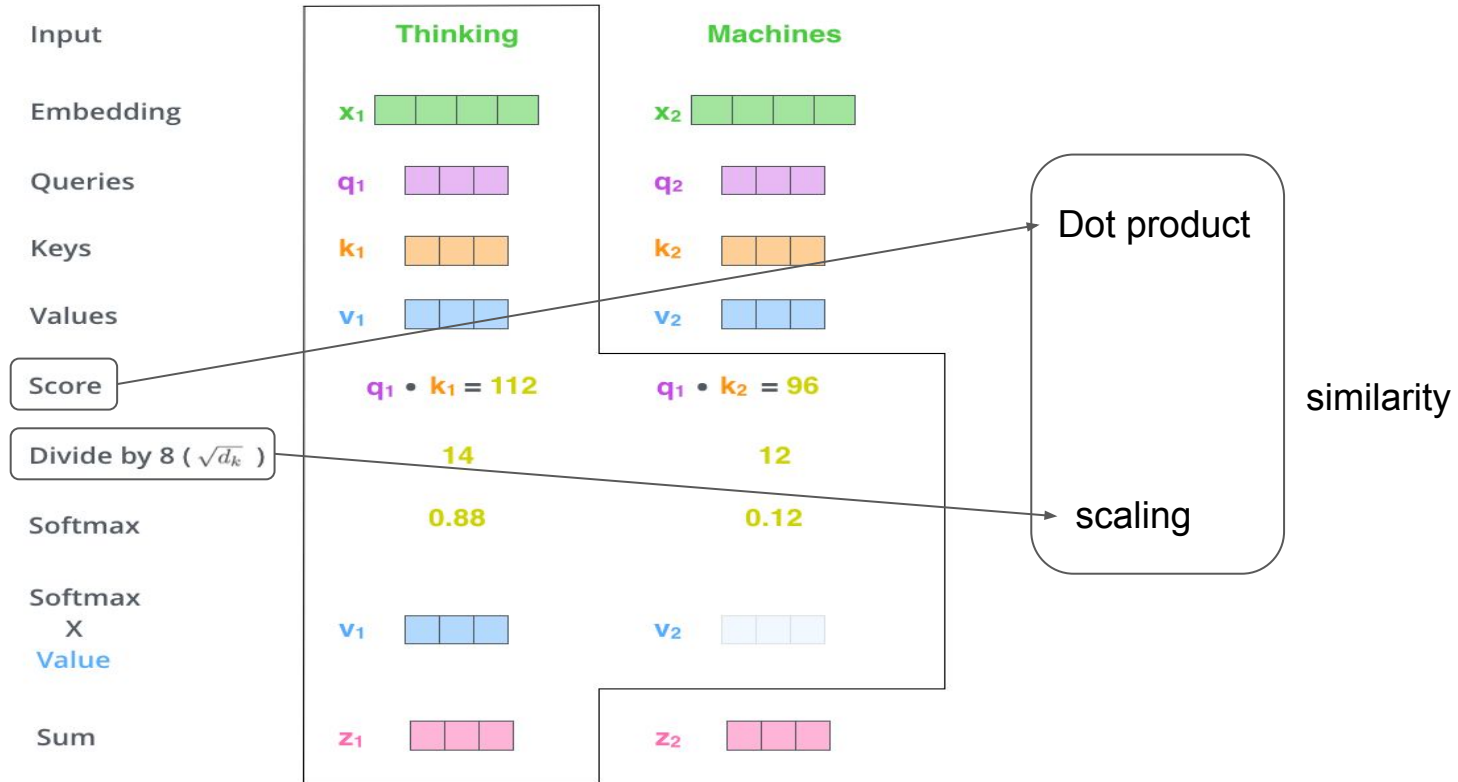 Input Thinking Machines
Embedding x₁ x₂
Queries q₁ q₂
Keys k₁ k₂ Dot product
Values v₁ v₂
Score q₁ • k₁ = 112 q₁ • k₂ = 96 similarity
Divide by 8 ( √dₖ ) 14 12
Softmax 0.88 0.12 scaling
Softmax
X v₁ v₂
Value
Sum z₁ z₂